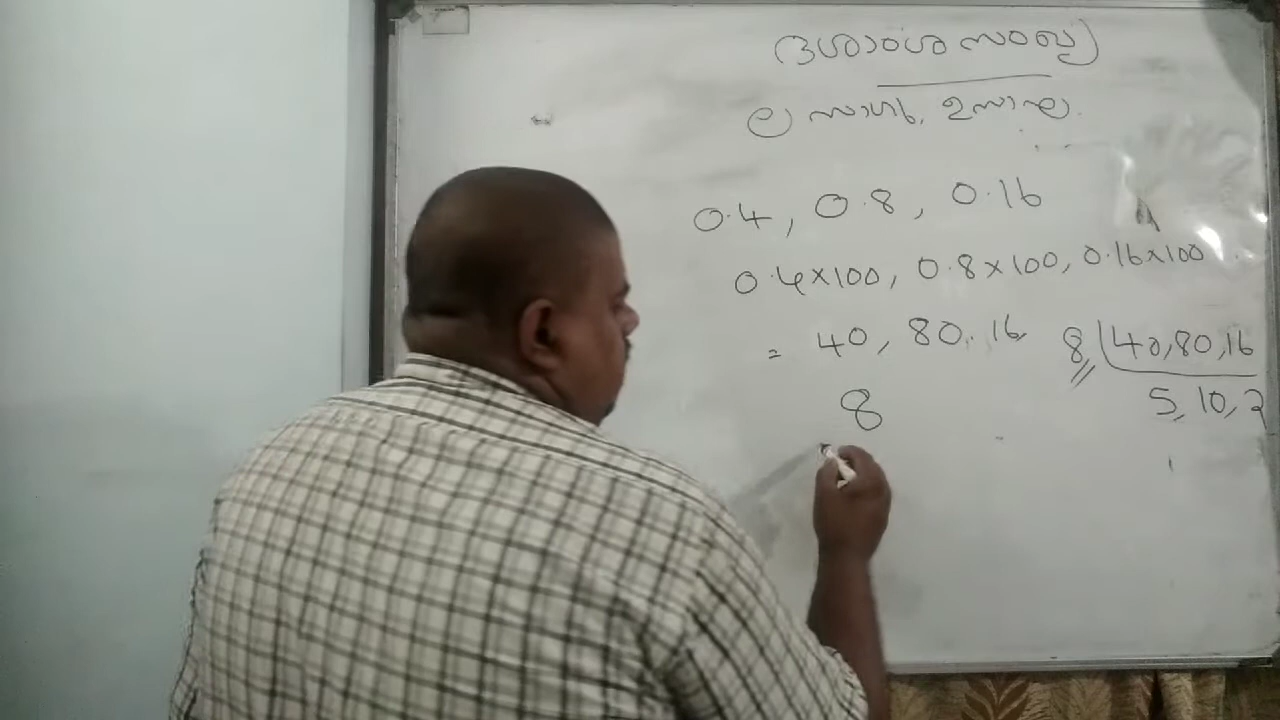 ദശാംശ സംഖ്യ
ല സാഗു, ഉസാഘ.
0.4, 0.8, 0.16
0.4×100, 0.8×100, 0.16×100
= 40, 80, 16
8
8 40, 80, 16
5, 10, 2